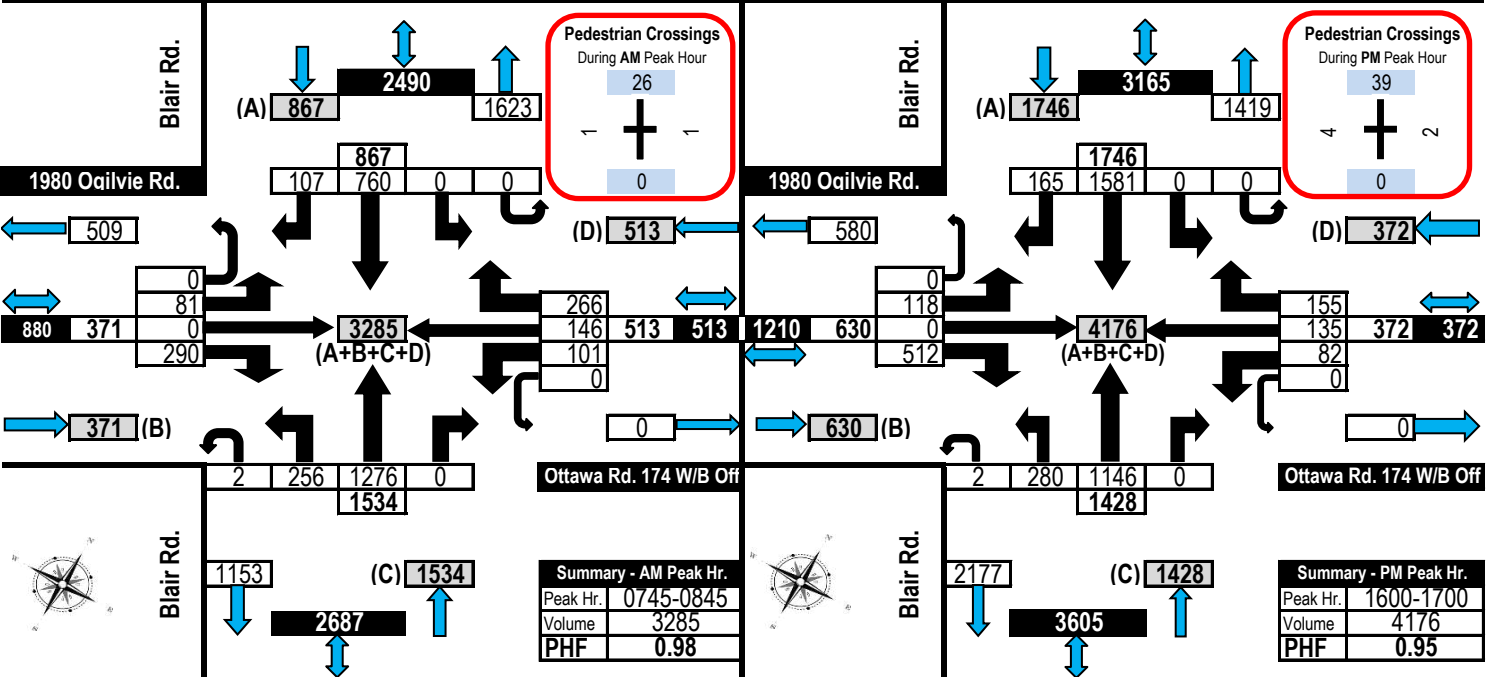 Blair Rd.
2490
(A) 867
1623
Pedestrian Crossings
During AM Peak Hour
26
1
1
0
867
107 760 0 0
1980 Ogilvie Rd.
509
(D) 513
0
81
0
290
880 371
3285
(A+B+C+D)
266
146
101
0
513 513
371 (B)
0
2 256 1276 0
1534
Ottawa Rd. 174 W/B Off
Blair Rd.
1153
(C) 1534
2687
Summary - AM Peak Hr.
Peak Hr. 0745-0845
Volume 3285
PHF 0.98
Blair Rd.
3165
(A) 1746
1419
Pedestrian Crossings
During PM Peak Hour
39
4
2
0
1746
165 1581 0 0
1980 Ogilvie Rd.
580
(D) 372
0
118
0
512
1210 630
4176
(A+B+C+D)
155
135
82
0
372 372
630 (B)
0
2 280 1146 0
1428
Ottawa Rd. 174 W/B Off
Blair Rd.
2177
(C) 1428
3605
Summary - PM Peak Hr.
Peak Hr. 1600-1700
Volume 4176
PHF 0.95